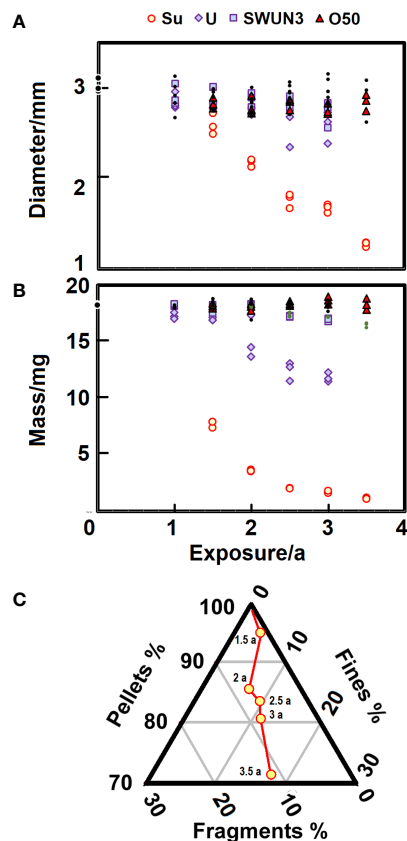 Su U SWUN3 O50
A
3
2
1
Diameter/mm
B
20
15
10
5
Mass/mg
0 1 2 3 4
Exposure/a
C
100
90
80
70
Pellets %
0
10
20
30
Fines %
1.5 a
2 a
2.5 a
3 a
3.5 a
30 20 10 0
Fragments %